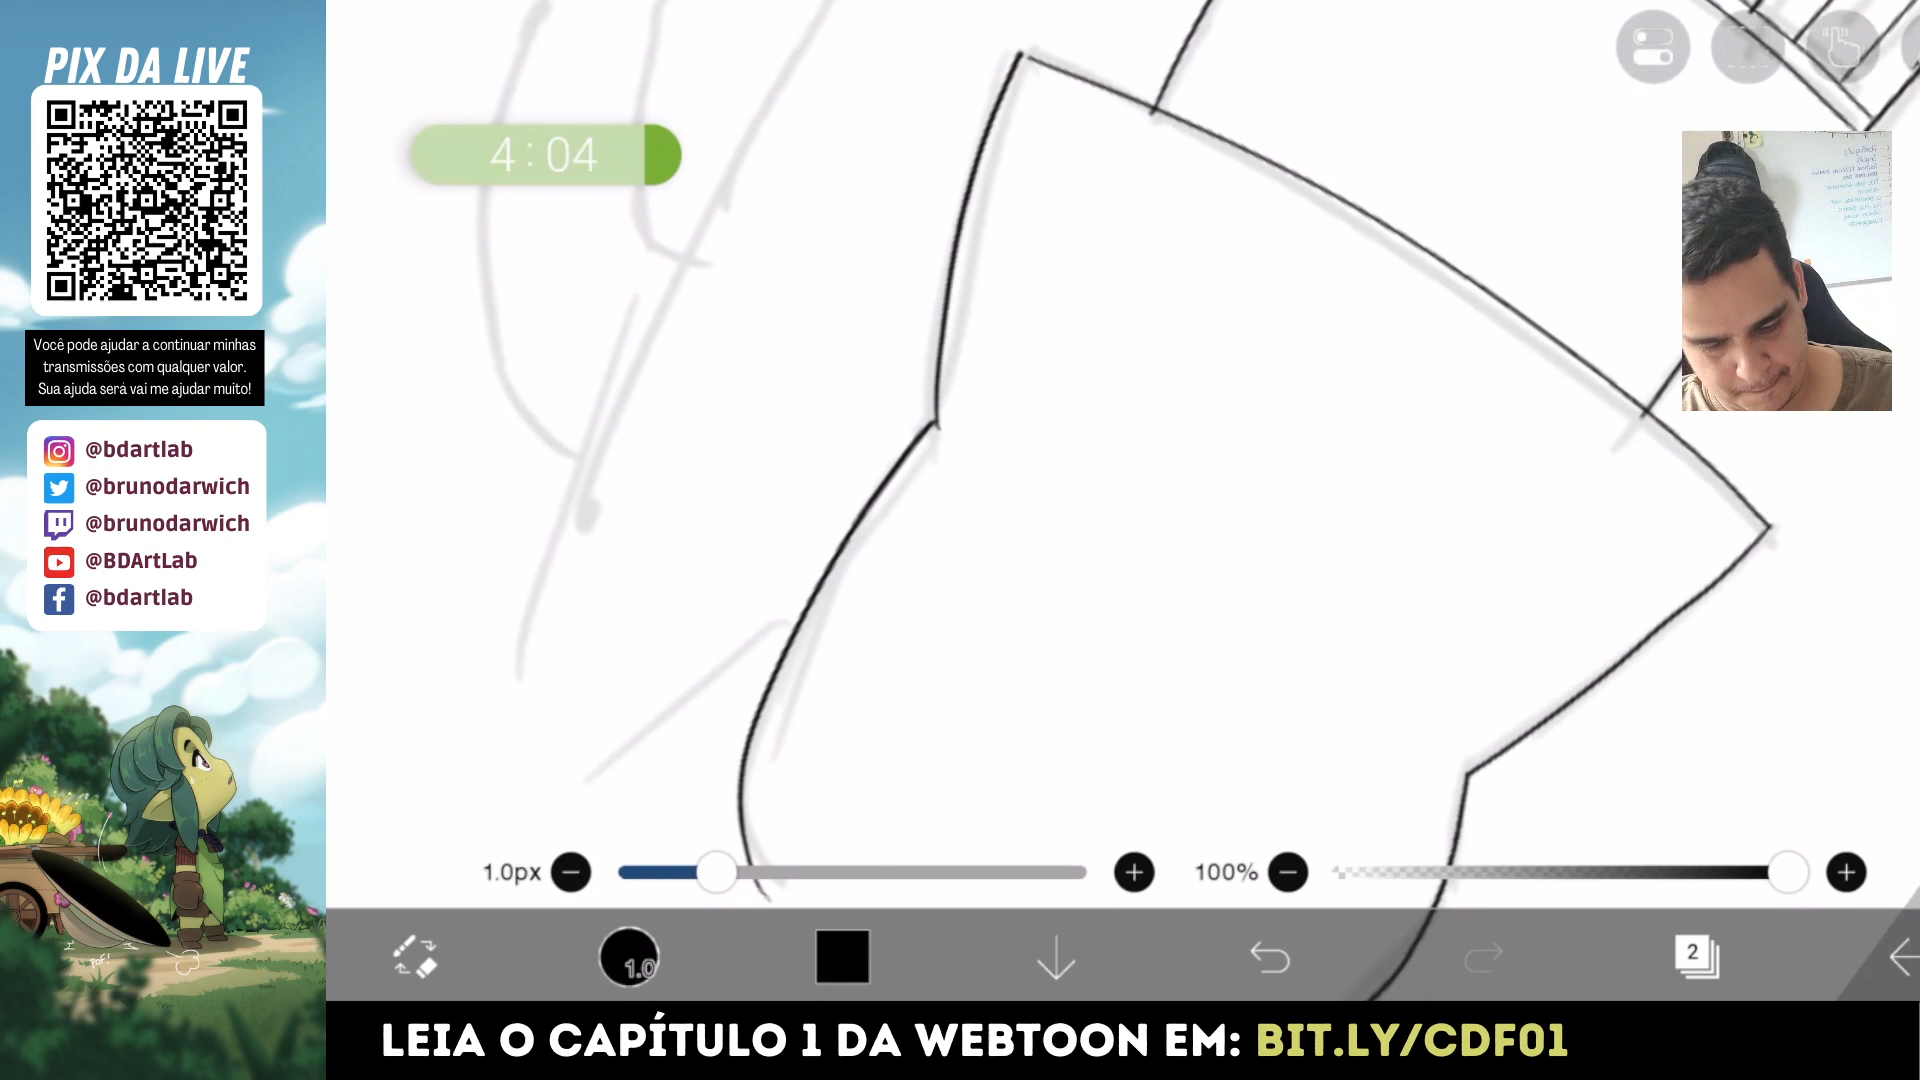 PIX DA LIVE
Você pode ajudar a continuar minhas
transmissões com qualquer valor.
Sua ajuda será vai me ajudar muito!
@bdartlab
@brunodarwich
@brunodarwich
@BDArtLab
@bdartlab
POF!
4:04
1.0px
100%
1.0
2
LEIA O CAPÍTULO 1 DA WEBTOON EM: BIT.LY/CDF01